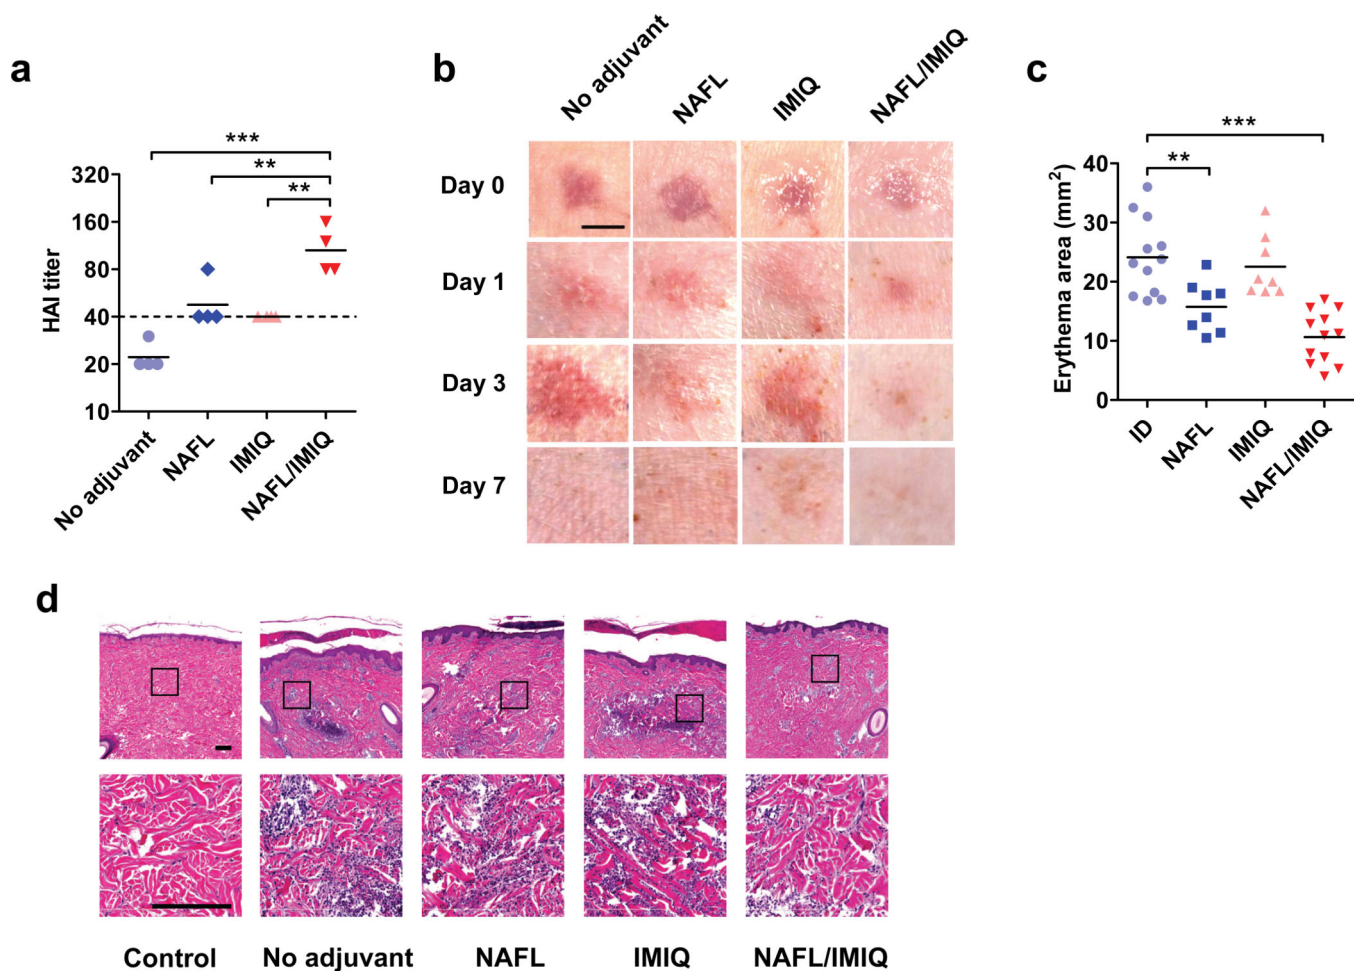 a
***
**
**
HAI titer
320
160
80
40
20
10
No adjuvant
NAFL
IMIQ
NAFL/IMIQ
b
No adjuvant
NAFL
IMIQ
NAFL/IMIQ
Day 0
Day 1
Day 3
Day 7
c
***
**
Erythema area (mm²)
40
30
20
10
0
ID
NAFL
IMIQ
NAFL/IMIQ
d
Control
No adjuvant
NAFL
IMIQ
NAFL/IMIQ